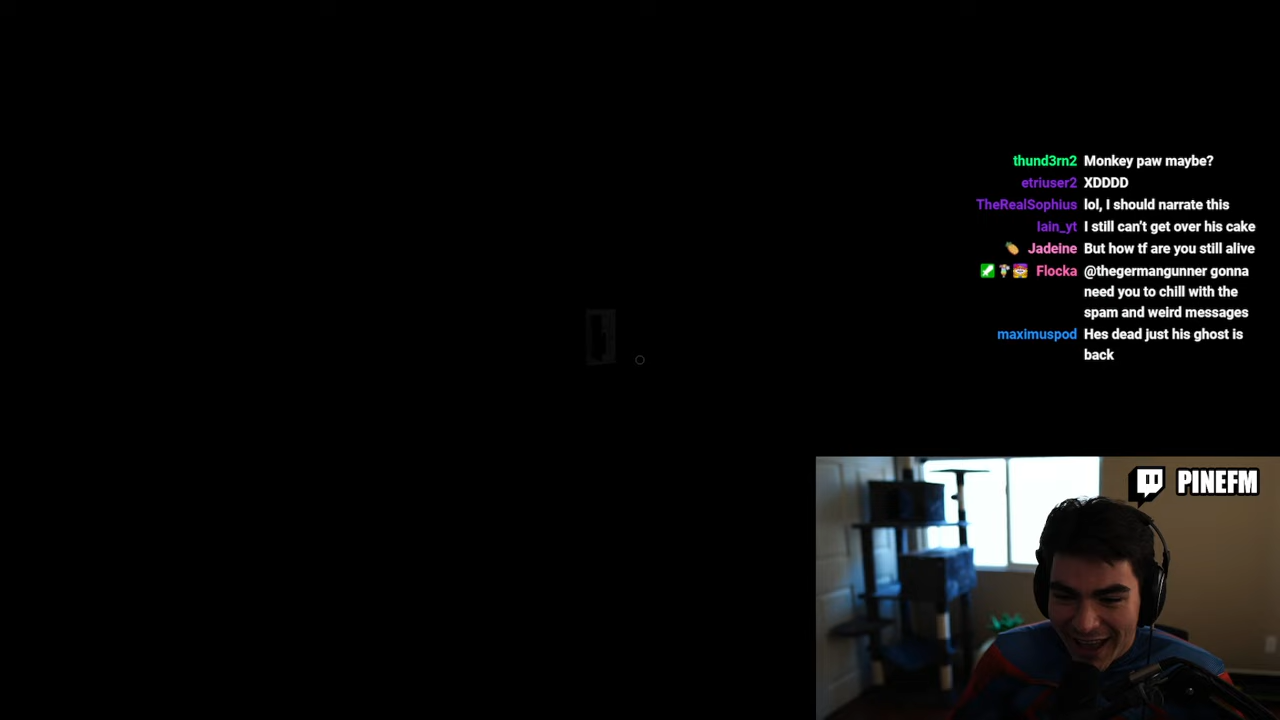 thund3rn2 Monkey paw maybe?
etriuser2 XDDDD
TheRealSophius lol, I should narrate this
Iain_yt I still can't get over his cake
Jadeine But how tf are you still alive
Flocka @thegermangunner gonna
need you to chill with the
spam and weird messages
maximuspod Hes dead just his ghost is
back
PINEFM